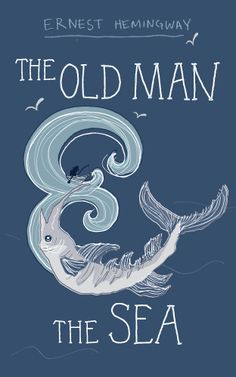 ERNEST HEMINGWAY
THE OLD MAN
&
THE SEA